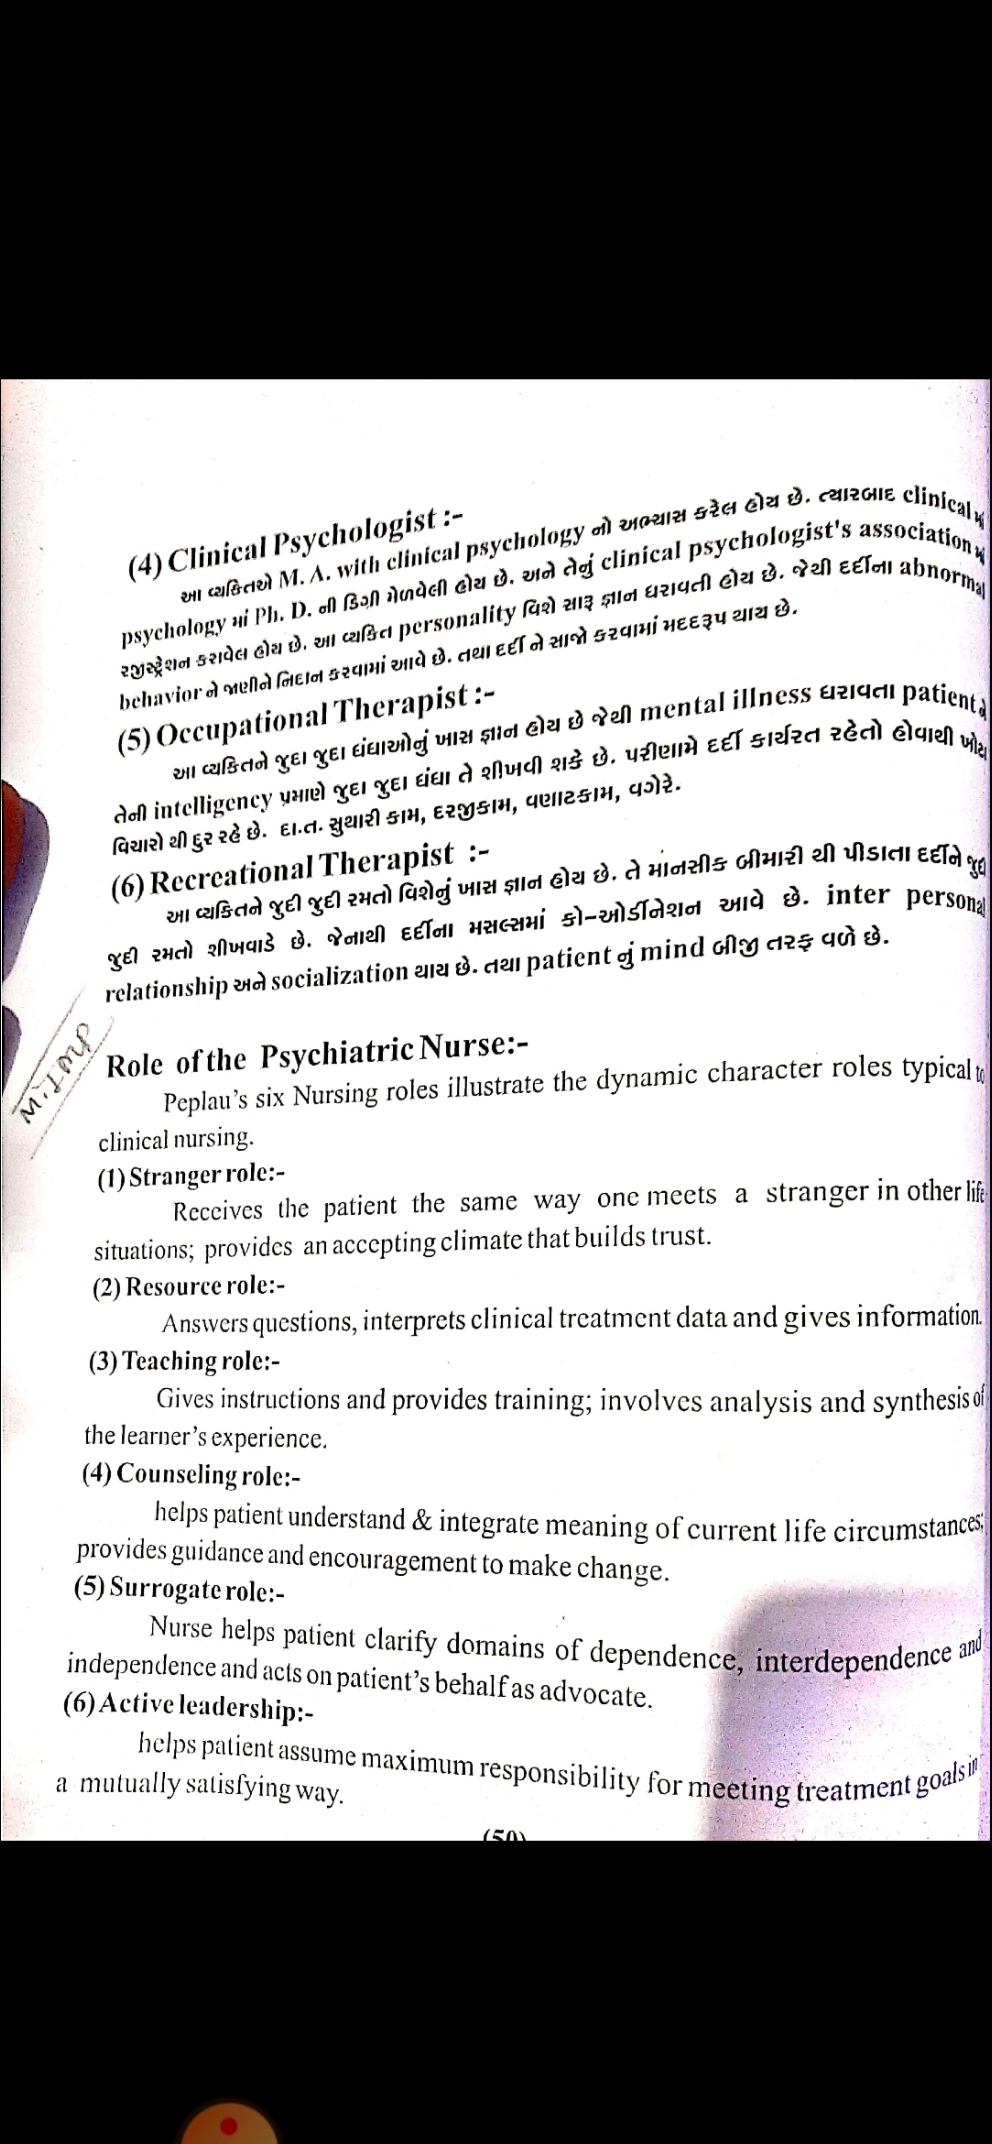 (4) Clinical Psychologist :-
આ વ્યકિતએ M. A. with clinical psychology નો અભ્યાસ કરેલ હોય છે. ત્યારબાદ clinical
psychology માં Ph. D. ની ડિગ્રી મેળવેલી હોય છે. અને તેનું clinical psychologist's association માં
રજીસ્ટ્રેશન કરાવેલ હોય છે. આ વ્યકિત personality વિશે સારૂ જ્ઞાન ધરાવતી હોય છે. જેથી દર્દીના abnormal
behavior ને જાણીને નિદાન કરવામાં આવે છે. તથા દર્દી ને સાજો કરવામાં મદદરૂપ થાય છે.
(5) Occupational Therapist :-
આ વ્યકિતને જુદા જુદા ધંધાઓનું ખાસ જ્ઞાન હોય છે જેથી mental illness ધરાવતા patient ને
તેની intelligency પ્રમાણે જુદા જુદા ધંધા તે શીખવી શકે છે. પરીણામે દર્દી કાર્યરત રહેતો હોવાથી ખોટા
વિચારો થી દુર રહે છે. દા.ત. સુથારી કામ, દરજીકામ, વણાટકામ, વગેરે.
(6) Recreational Therapist :-
આ વ્યકિતને જુદી જુદી રમતો વિશેનું ખાસ જ્ઞાન હોય છે. તે માંનસીક બીમારી થી પીડાતા દર્દીને જુદી
જુદી રમતો શીખવાડે છે. જેનાથી દર્દીના મસલ્સમાં કો-ઓર્ડીનેશન આવે છે. inter personal
relationship અને socialization થાય છે. તથા patient નું mind બીજી તરફ વળે છે.
M. Imp
Role of the Psychiatric Nurse:-
Peplau's six Nursing roles illustrate the dynamic character roles typical to
clinical nursing.
(1) Stranger role:-
Receives the patient the same way one meets a stranger in other life
situations; provides an accepting climate that builds trust.
(2) Resource role:-
Answers questions, interprets clinical treatment data and gives information.
(3) Teaching role:-
Gives instructions and provides training; involves analysis and synthesis of
the learner's experience.
(4) Counseling role:-
helps patient understand & integrate meaning of current life circumstances;
provides guidance and encouragement to make change.
(5) Surrogate role:-
Nurse helps patient clarify domains of dependence, interdependence and
independence and acts on patient's behalf as advocate.
(6) Active leadership:-
helps patient assume maximum responsibility for meeting treatment goals in
a mutually satisfying way.
(50)